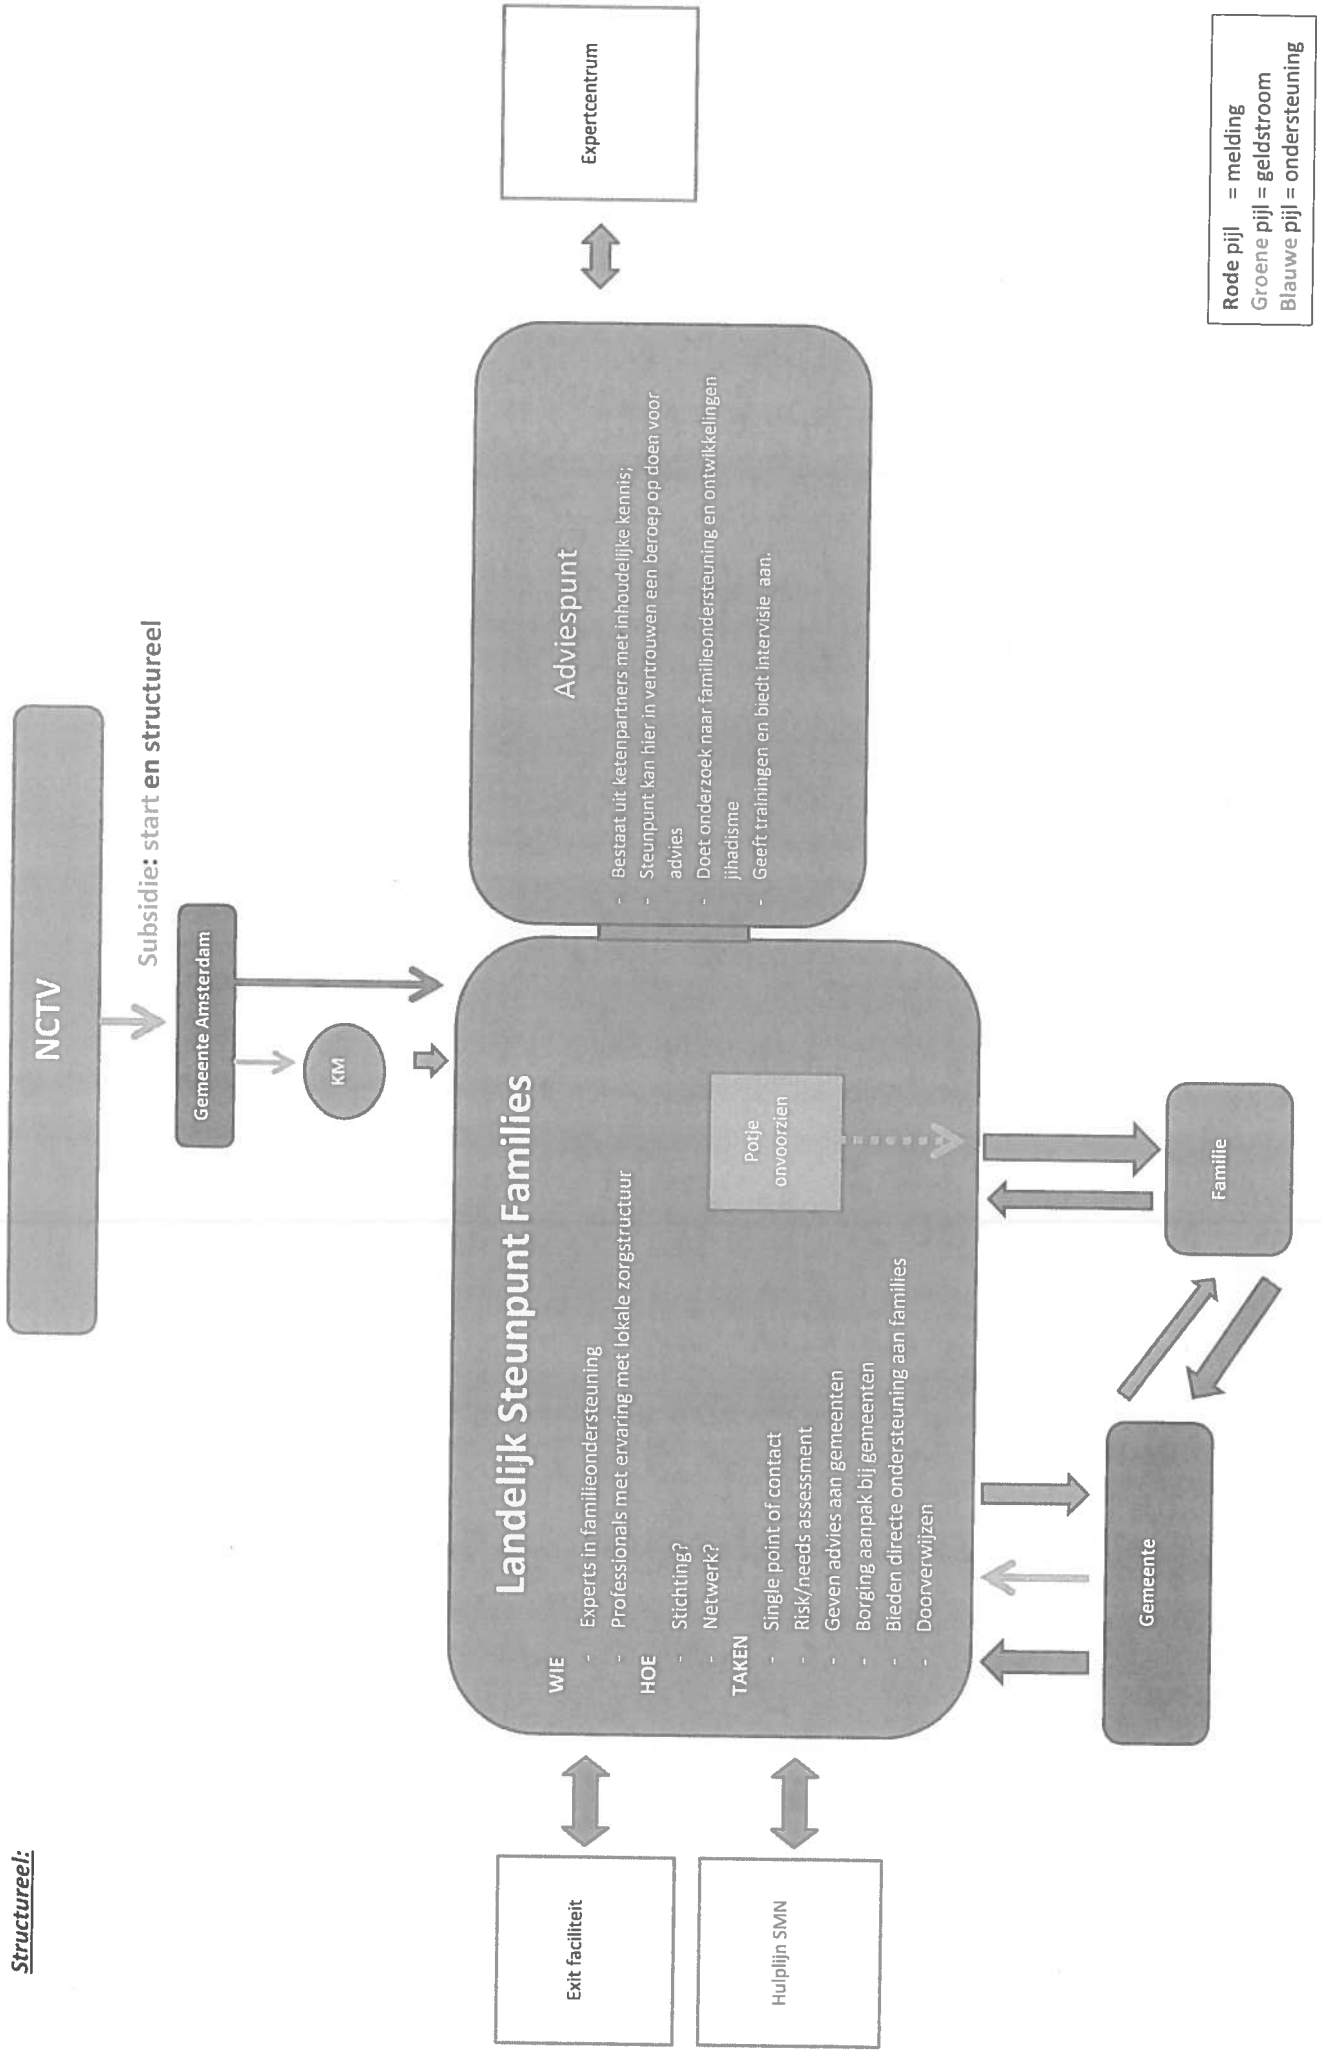 Structureel:
NCTV
Subsidie: start en structureel
Gemeente Amsterdam
KM
Landelijk Steunpunt Families
WIE
- Experts in familieondersteuning
- Professionals met ervaring met lokale zorgstructuur
HOE
- Stichting?
- Netwerk?
TAKEN
- Single point of contact
- Risk/needs assessment
- Geven advies aan gemeenten
- Borging aanpak bij gemeenten
- Bieden directe ondersteuning aan families
- Doorverwijzen
Potje
onvoorzien
Adviespunt
- Bestaat uit ketenpartners met inhoudelijke kennis;
- Steunpunt kan hier in vertrouwen een beroep op doen voor
advies
- Doet onderzoek naar familieondersteuning en ontwikkelingen
jihadisme
- Geeft trainingen en biedt intervisie aan.
Expertcentrum
Exit faciliteit
Hulplijn SMN
Gemeente
Familie
Rode pijl = melding
Groene pijl = geldstroom
Blauwe pijl = ondersteuning